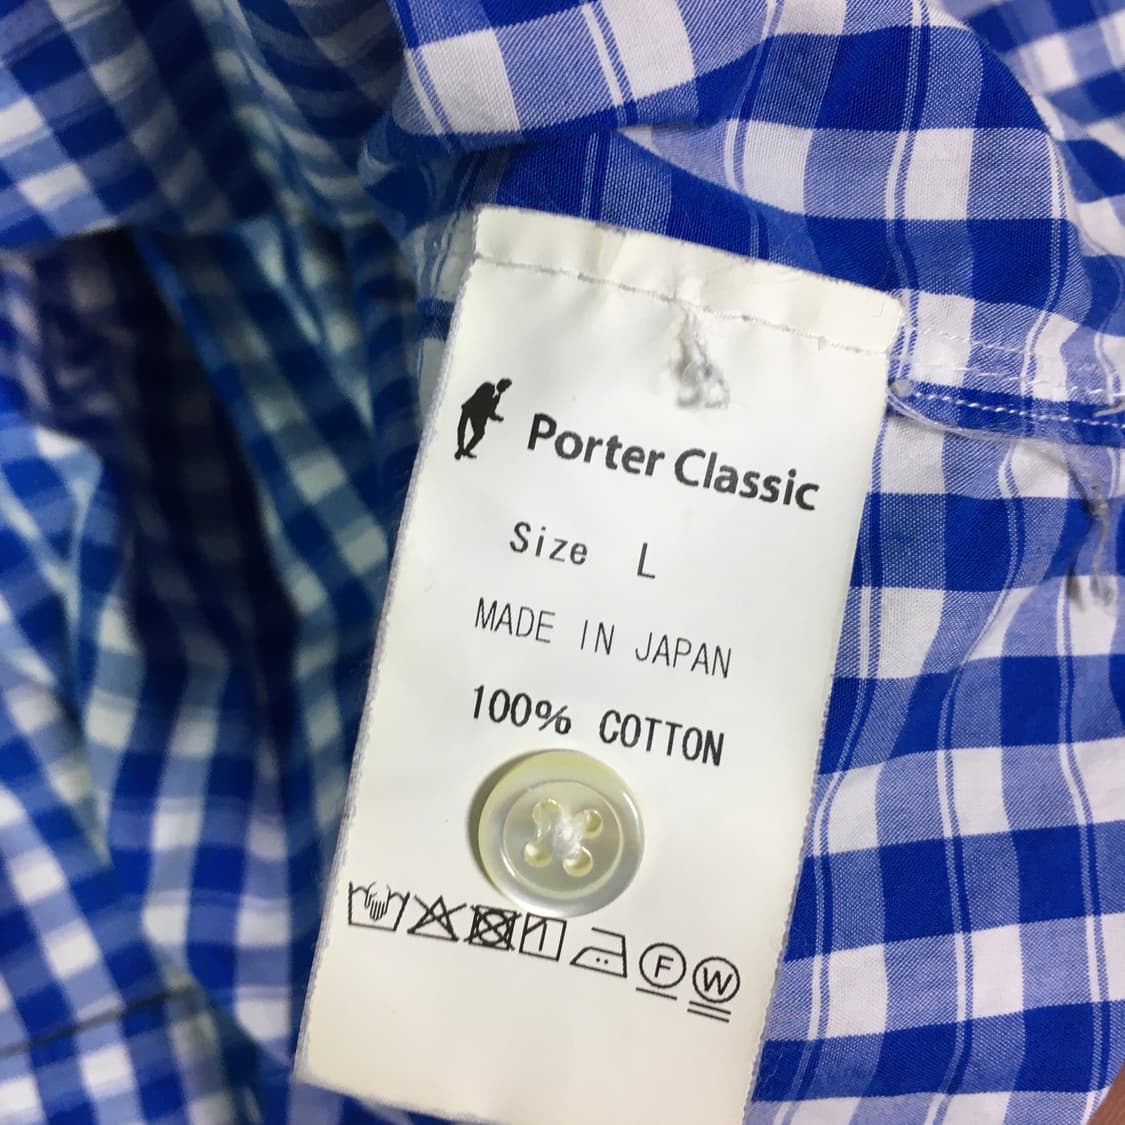 Porter Classic
Size L
MADE IN JAPAN
100% COTTON
F W